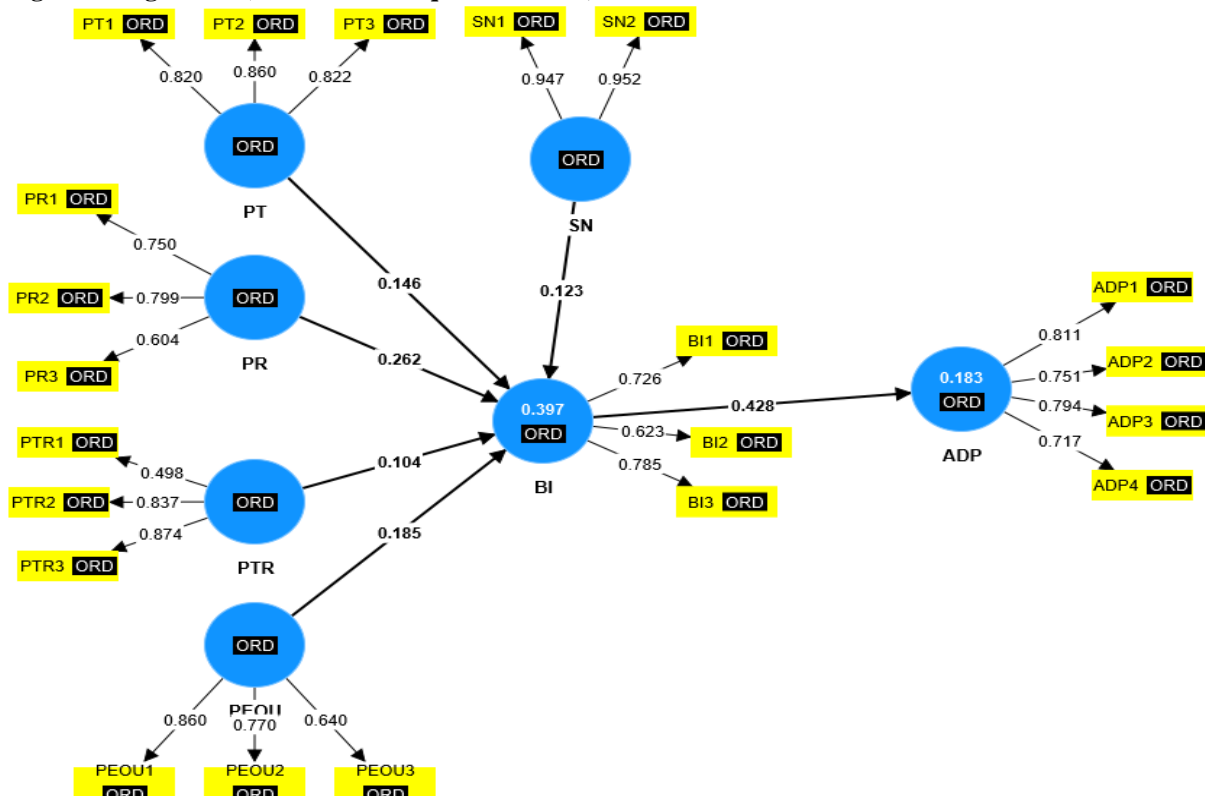 PT1 ORD
PT2 ORD
PT3 ORD
SN1 ORD
SN2 ORD
0.820
0.860
0.822
0.947
0.952
ORD
PT
ORD
SN
PR1 ORD
PR2 ORD
PR3 ORD
0.750
0.799
0.604
ORD
PR
0.146
0.262
0.123
PTR1 ORD
PTR2 ORD
PTR3 ORD
0.498
0.837
0.874
ORD
PTR
0.104
0.185
0.397
ORD
BI
0.726
0.623
0.785
BI1 ORD
BI2 ORD
BI3 ORD
0.428
0.183
ORD
ADP
0.811
0.751
0.794
0.717
ADP1 ORD
ADP2 ORD
ADP3 ORD
ADP4 ORD
ORD
PEOU
0.860
0.770
0.640
PEOU1
ORD
PEOU2
ORD
PEOU3
ORD